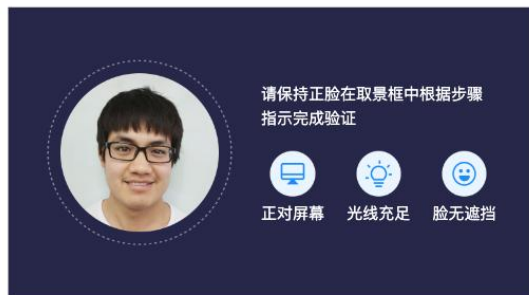 请保持正脸在取景框中根据步骤
指示完成验证
正对屏幕 光线充足 脸无遮挡